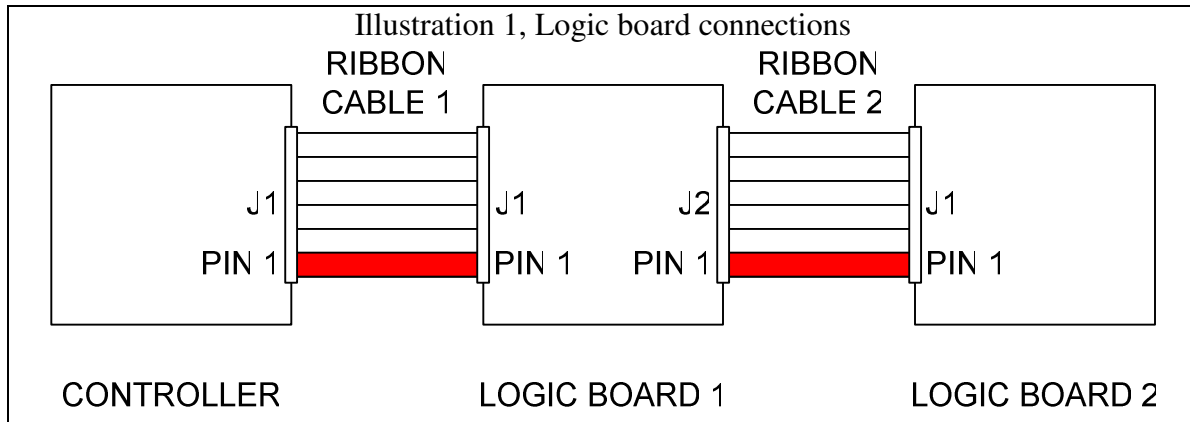 Illustration 1, Logic board connections
RIBBON
CABLE 1
RIBBON
CABLE 2
J1
J1
J2
J1
PIN 1
PIN 1
PIN 1
PIN 1
CONTROLLER
LOGIC BOARD 1
LOGIC BOARD 2